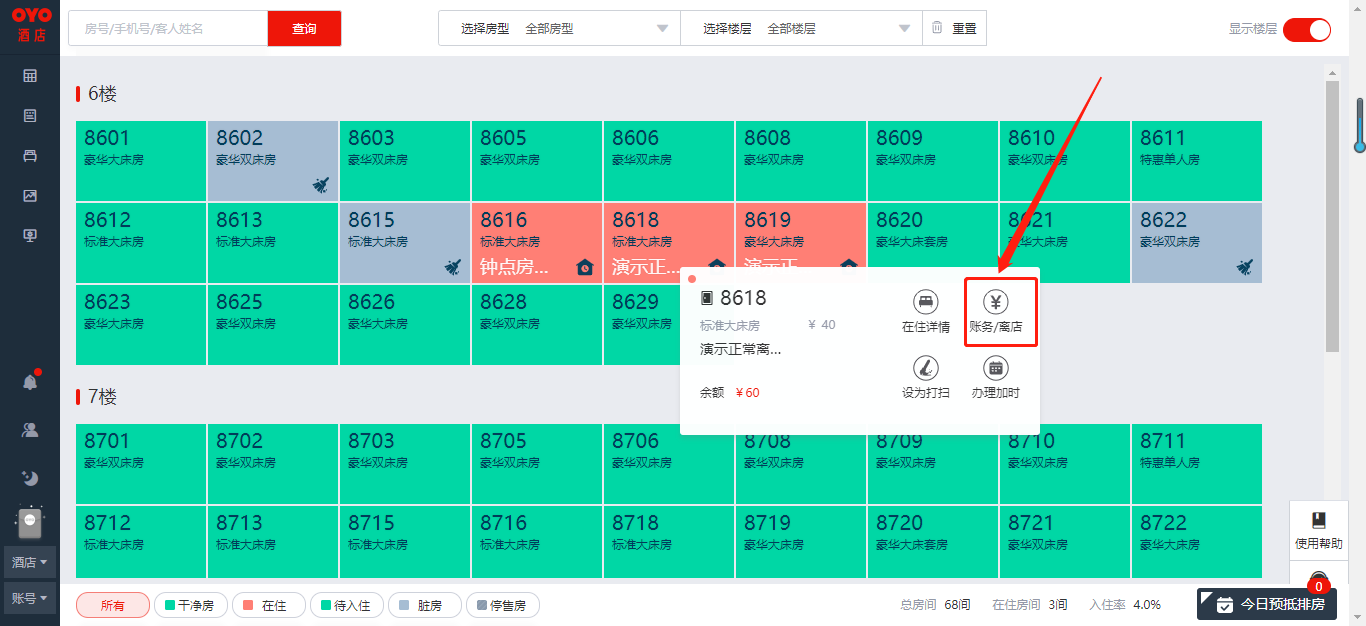 OYO
酒店
房号/手机号/客人姓名
查询
选择房型 全部房型
选择楼层 全部楼层
重置
显示楼层
6楼
8601 8602 8603 8605 8606 8608 8609 8610 8611
豪华大床房 豪华双床房 豪华双床房 豪华双床房 豪华双床房 豪华双床房 豪华双床房 豪华双床房 特惠单人房
8612 8613 8615 8616 8618 8619 8620 8621 8622
标准大床房 标准大床房 标准大床房 标准大床房 标准大床房 豪华大床房 豪华大床套房 豪华大床房 豪华双床房
钟点房... 演示正... 演示正
8623 8625 8626 8628 8629
豪华大床房 豪华双床房 豪华大床房 豪华双床房 豪华双床房
8618
标准大床房 ¥ 40
演示正常离...
余额 ¥60
在住详情 账务/离店
设为打扫 办理加时
7楼
8701 8702 8703 8705 8706 8708 8709 8710 8711
豪华双床房 豪华双床房 豪华双床房 豪华双床房 豪华双床房 豪华双床房 豪华双床房 豪华双床房 特惠单人房
8712 8713 8715 8716 8718 8719 8720 8721 8722
标准大床房 标准大床房 标准大床房 标准大床房 标准大床房 豪华大床房 豪华大床套房 豪华双床房 豪华大床房
酒店
账号
使用帮助
所有 干净房 在住 待入住 脏房 停售房
总房间 68间 在住房间 3间 入住率 4.0%
0
今日预抵排房